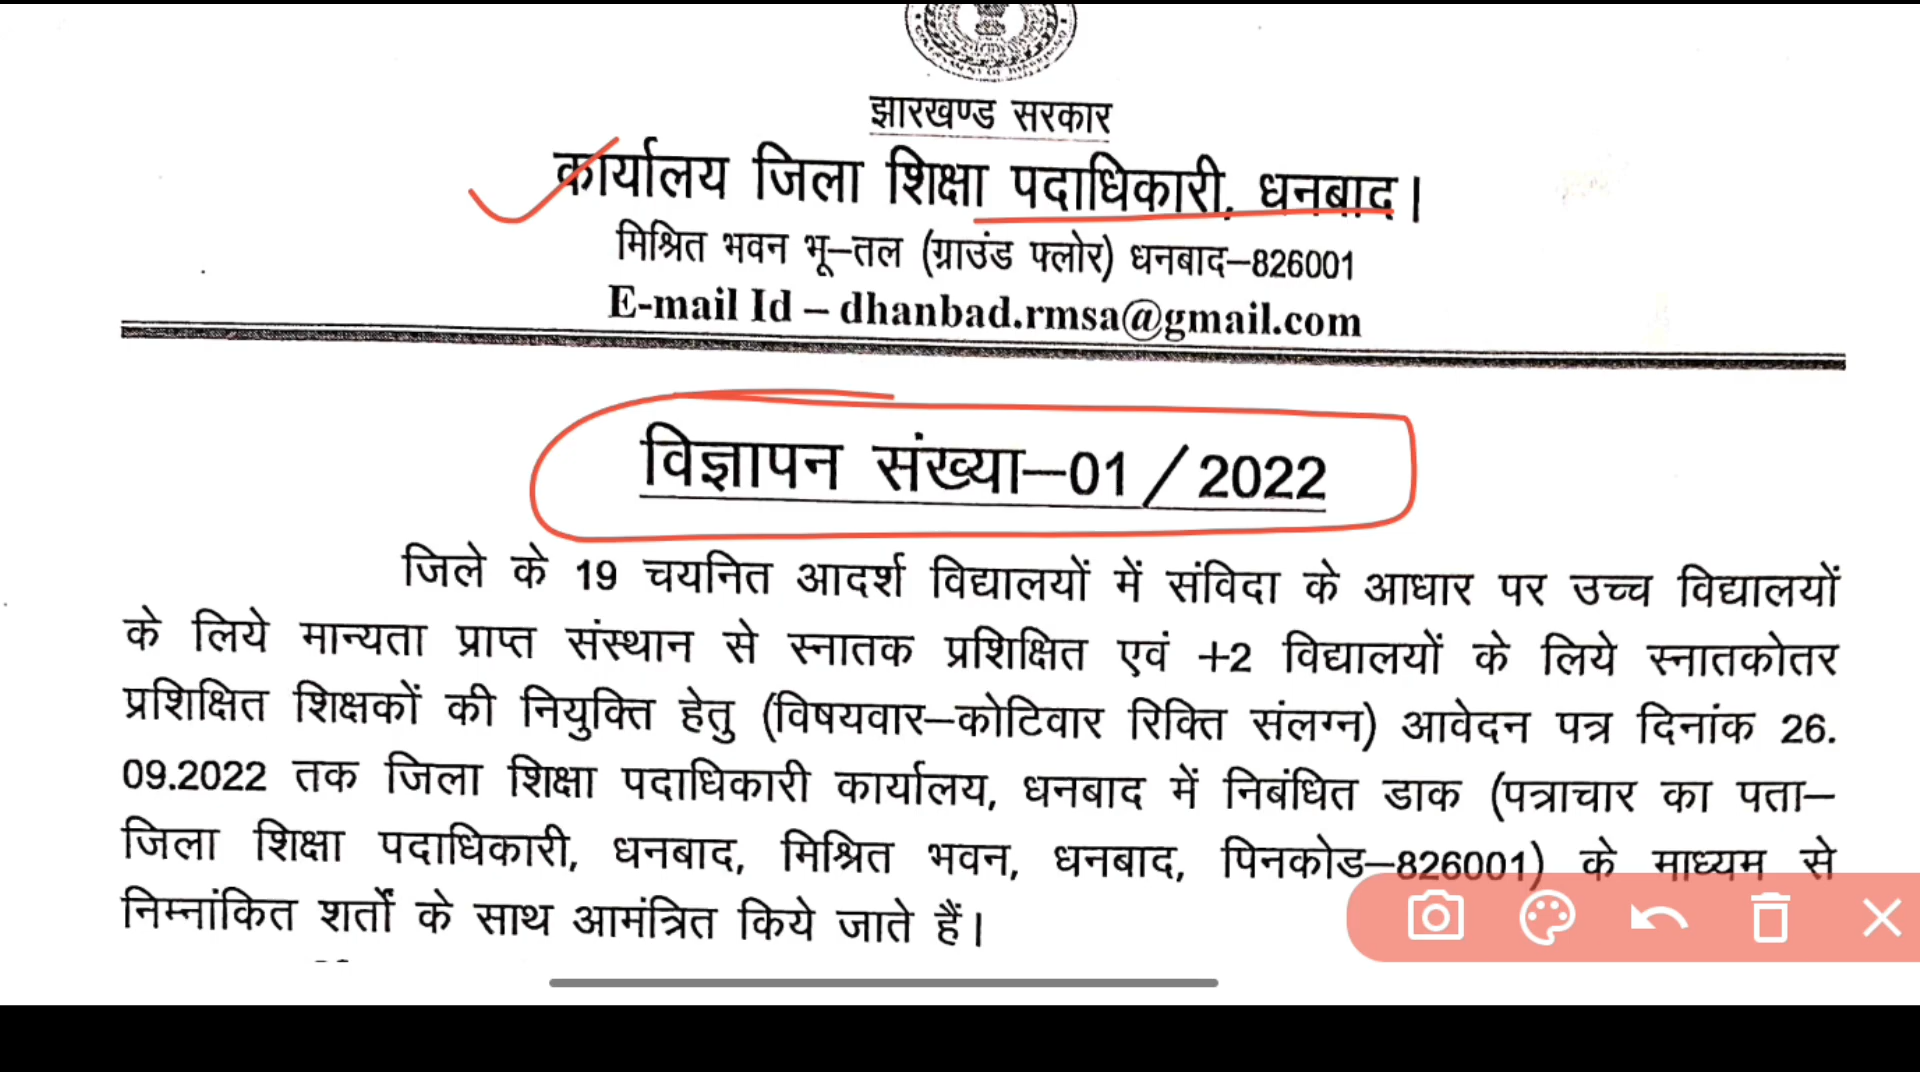 झारखण्ड सरकार
कार्यालय जिला शिक्षा पदाधिकारी, धनबाद।
मिश्रित भवन भू–तल (ग्राउंड फ्लोर) धनबाद–826001
E-mail Id – dhanbad.rmsa@gmail.com
विज्ञापन संख्या–01 / 2022
जिले के 19 चयनित आदर्श विद्यालयों में संविदा के आधार पर उच्च विद्यालयों
के लिये मान्यता प्राप्त संस्थान से स्नातक प्रशिक्षित एवं +2 विद्यालयों के लिये स्नातकोतर
प्रशिक्षित शिक्षकों की नियुक्ति हेतु (विषयवार–कोटिवार रिक्ति संलग्न) आवेदन पत्र दिनांक 26.
09.2022 तक जिला शिक्षा पदाधिकारी कार्यालय, धनबाद में निबंधित डाक (पत्राचार का पता–
जिला शिक्षा पदाधिकारी, धनबाद, मिश्रित भवन, धनबाद, पिनकोड–826001) के माध्यम से
निम्नांकित शर्तों के साथ आमंत्रित किये जाते हैं।